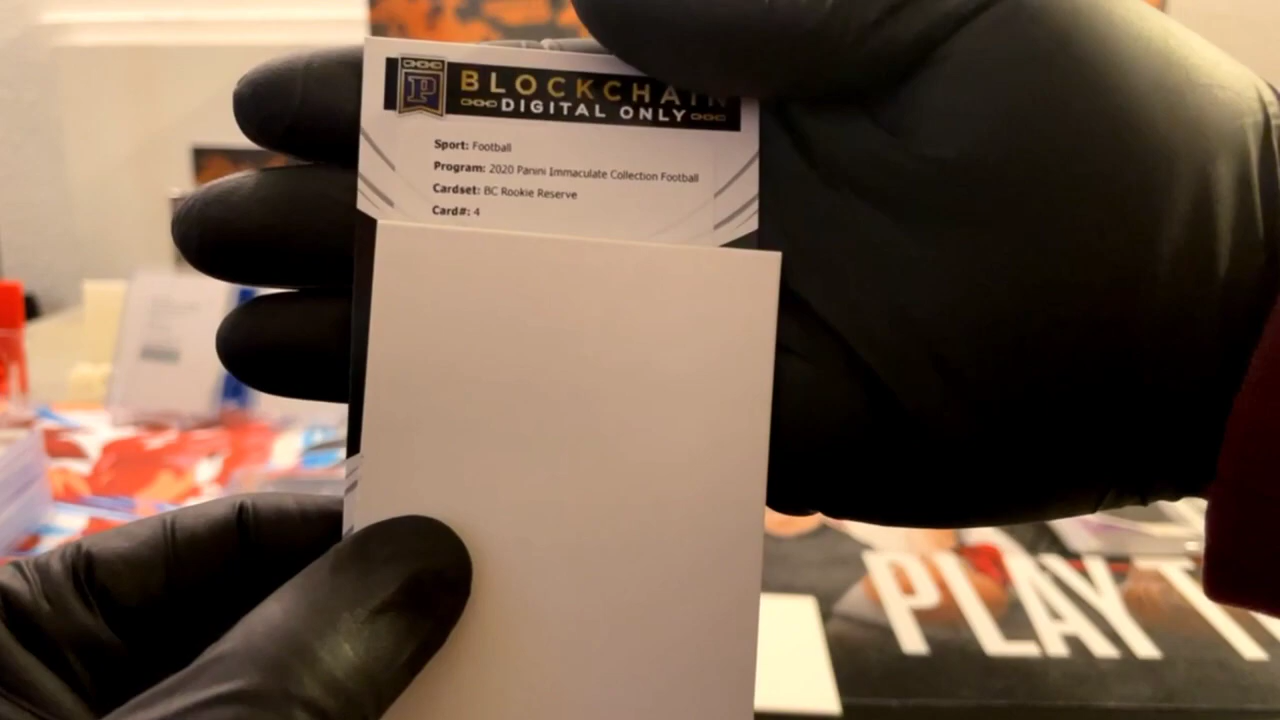 P
BLOCKCHAIN
DIGITAL ONLY
Sport: Football
Program: 2020 Panini Immaculate Collection Football
Cardset: BC Rookie Reserve
Card#: 4
PLAY T